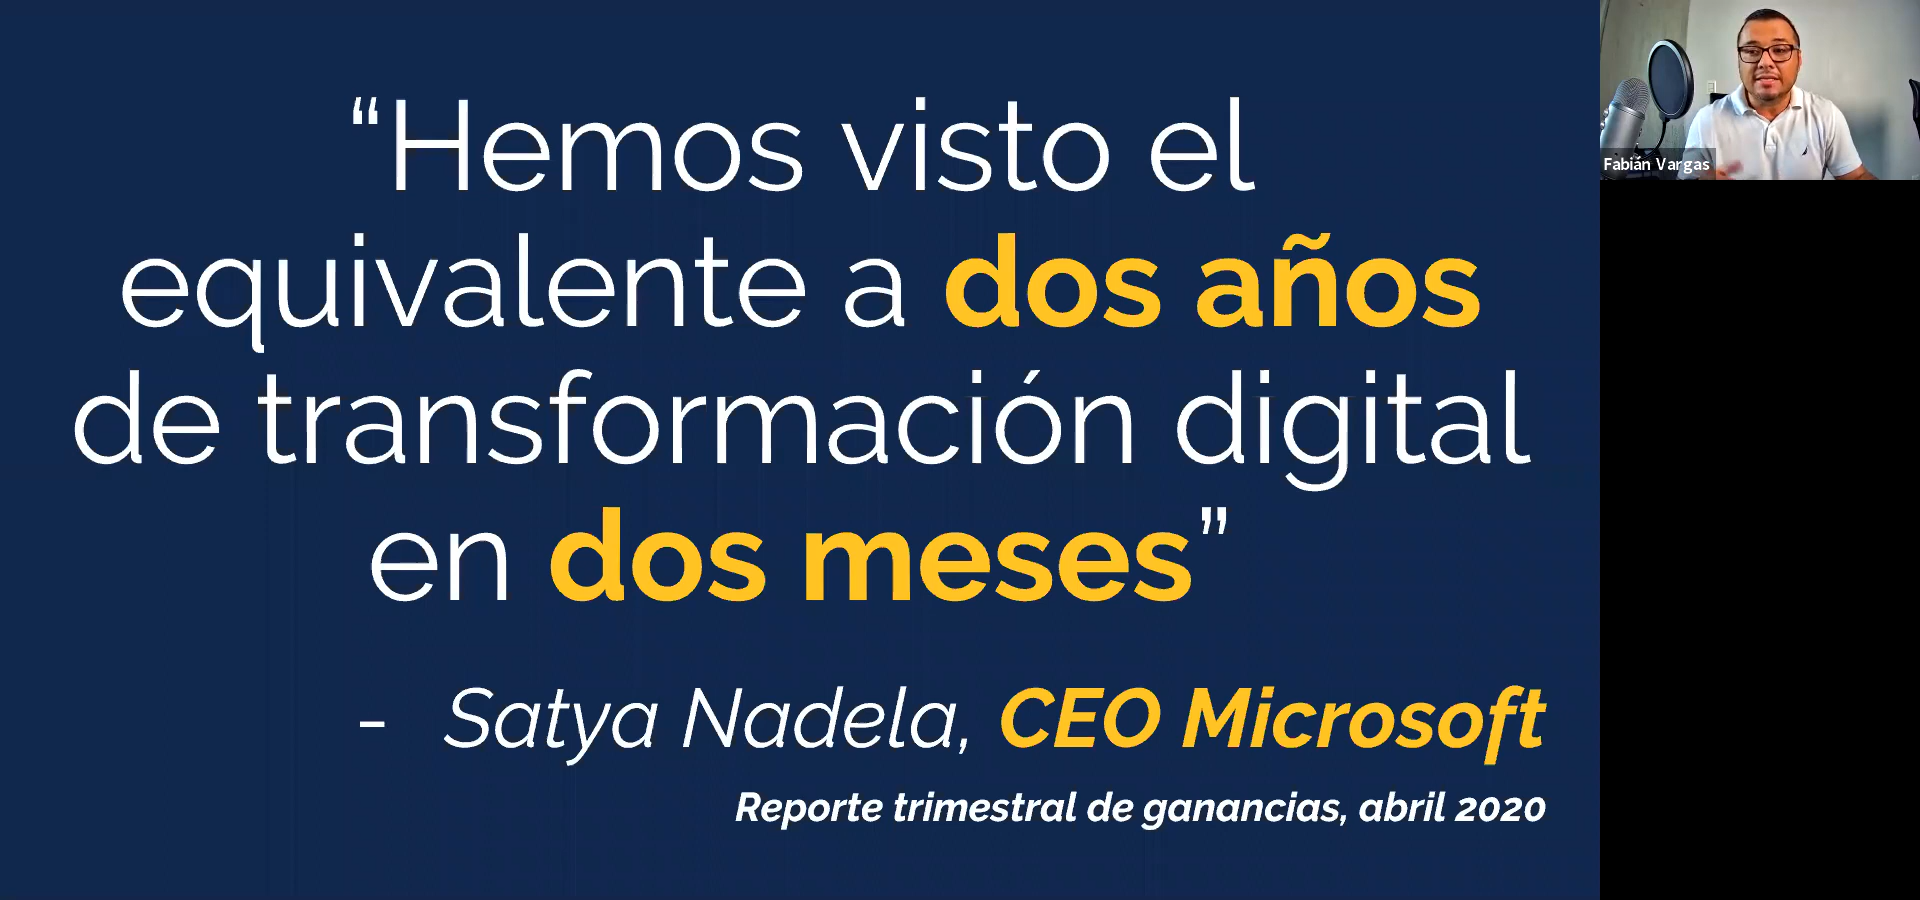 “Hemos visto el
equivalente a dos años
de transformación digital
en dos meses”
- Satya Nadela, CEO Microsoft
Reporte trimestral de ganancias, abril 2020
Fabián Vargas